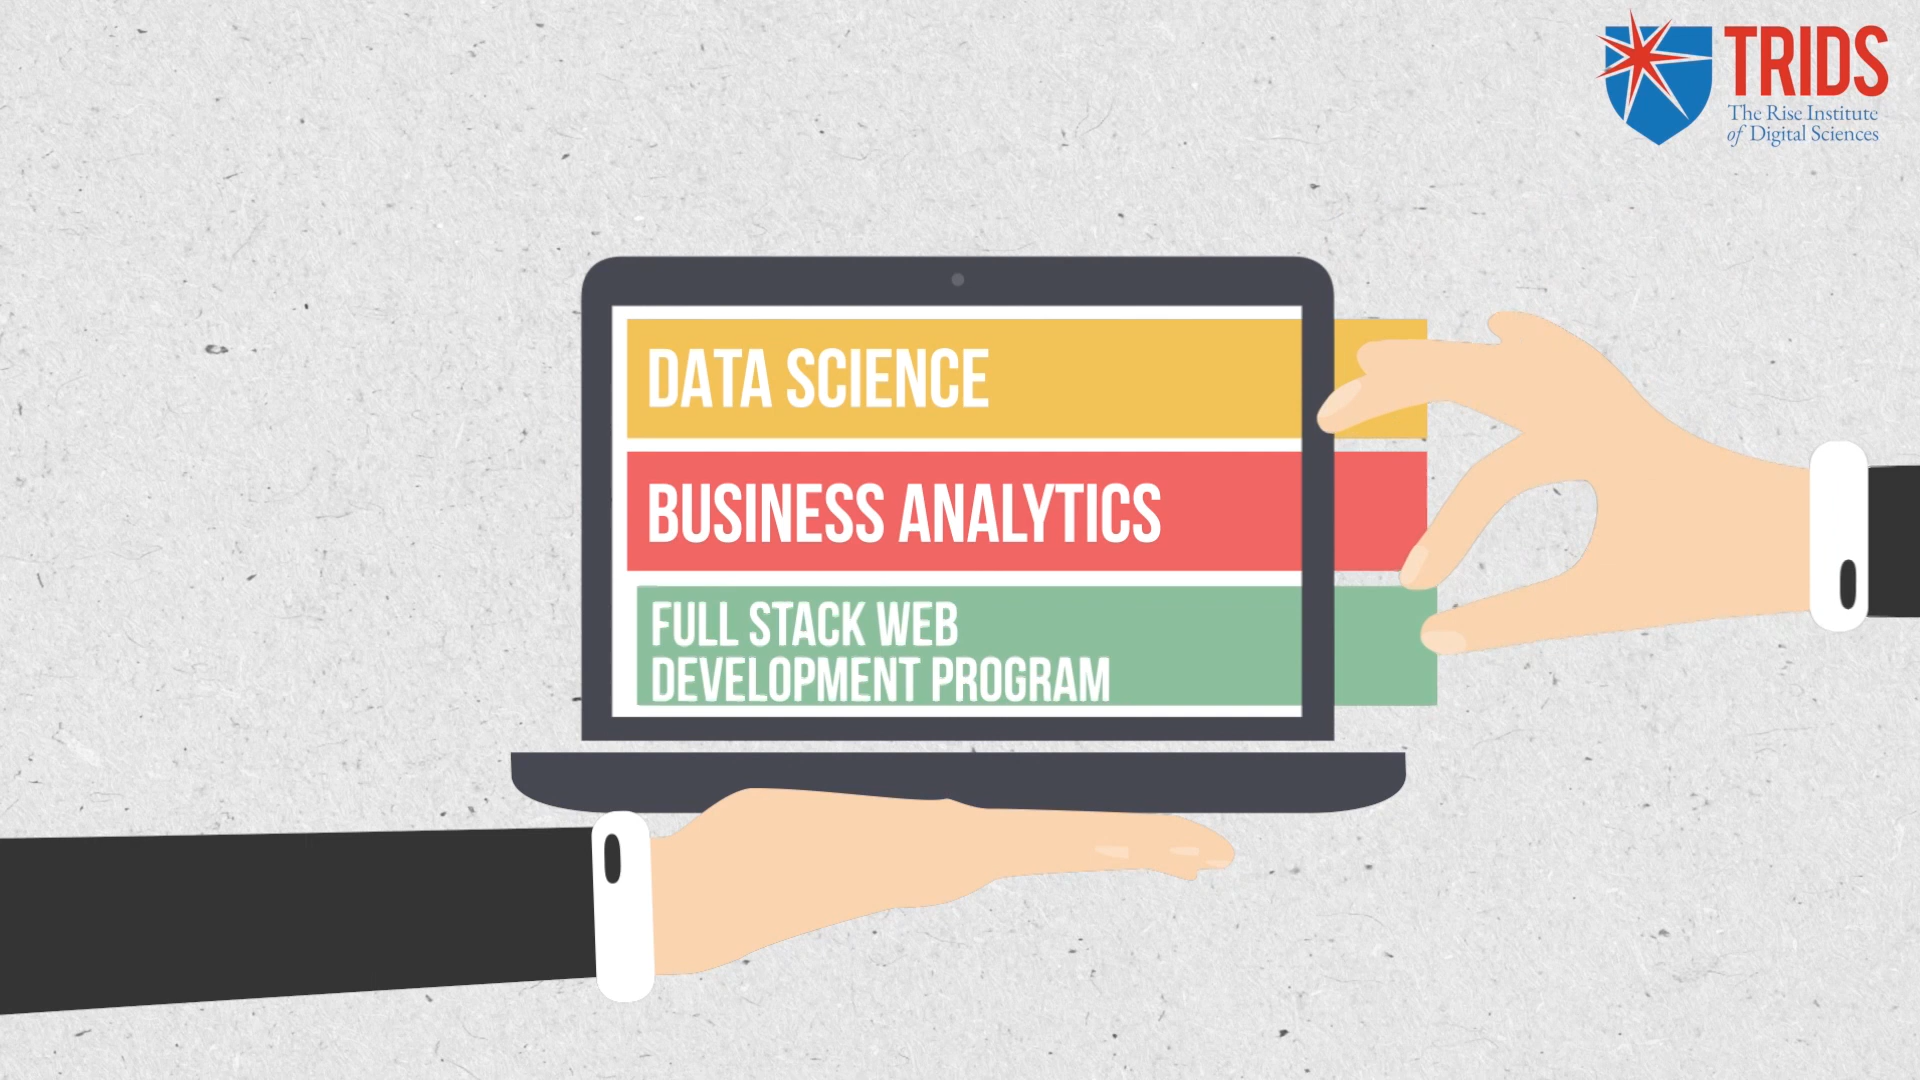 TRIDS
The Rise Institute
of Digital Sciences
DATA SCIENCE
BUSINESS ANALYTICS
FULL STACK WEB
DEVELOPMENT PROGRAM